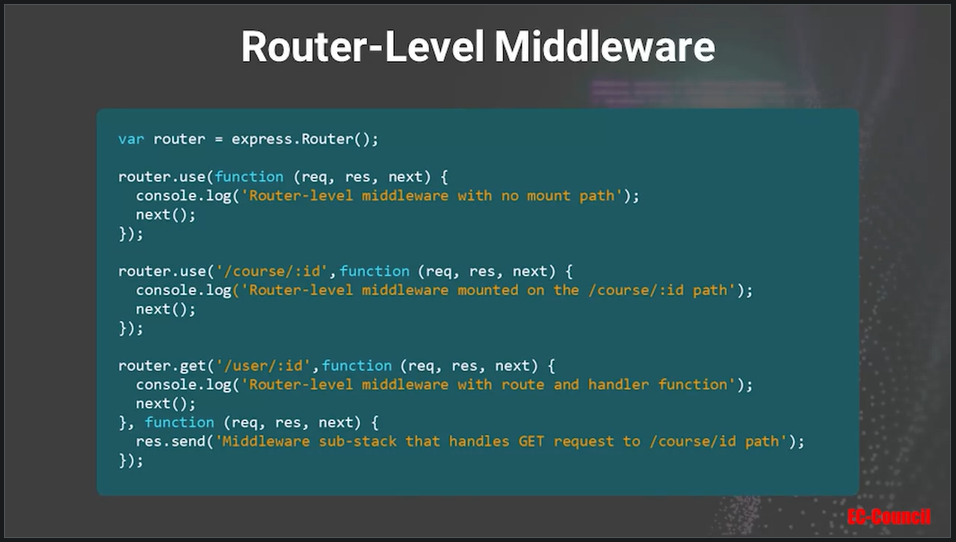 Router-Level Middleware
var router = express.Router();
router.use(function (req, res, next) {
  console.log('Router-level middleware with no mount path');
  next();
});
router.use('/course/:id',function (req, res, next) {
  console.log('Router-level middleware mounted on the /course/:id path');
  next();
});
router.get('/user/:id',function (req, res, next) {
  console.log('Router-level middleware with route and handler function');
  next();
}, function (req, res, next) {
  res.send('Middleware sub-stack that handles GET request to /course/id path');
});
EC-Council